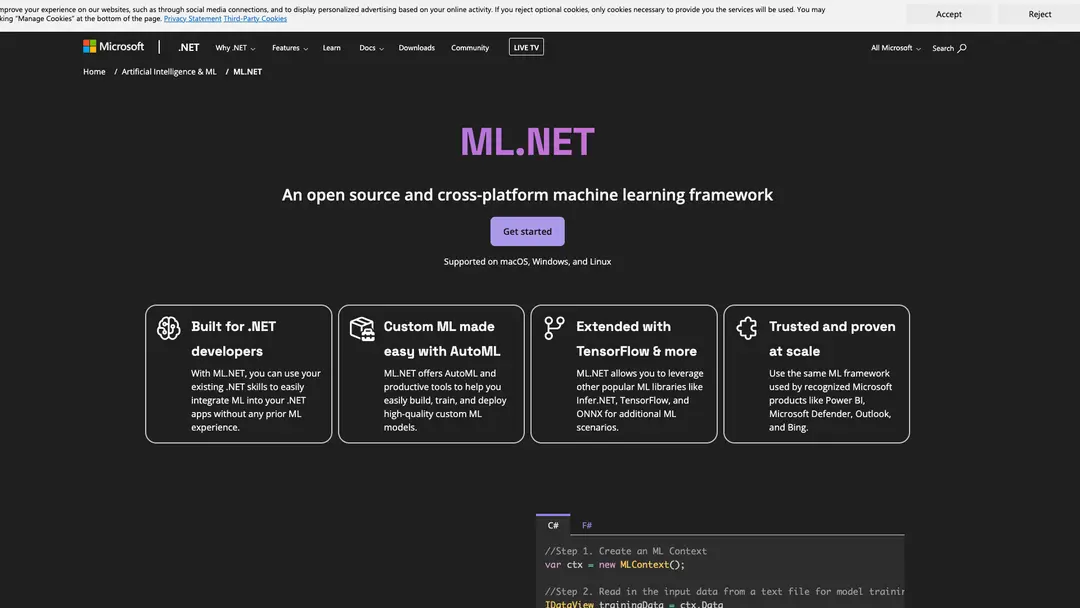 mprove your experience on our websites, such as through social media connections, and to display personalized advertising based on your online activity. If you reject optional cookies, only cookies necessary to provide you the services will be used. You may
king "Manage Cookies" at the bottom of the page. Privacy Statement Third-Party Cookies
Accept
Reject
Microsoft
.NET
Why .NET
Features
Learn
Docs
Downloads
Community
LIVE TV
All Microsoft
Search
Home / Artificial Intelligence & ML / ML.NET
ML.NET
An open source and cross-platform machine learning framework
Get started
Supported on macOS, Windows, and Linux
Built for .NET
developers
With ML.NET, you can use your
existing .NET skills to easily
integrate ML into your .NET
apps without any prior ML
experience.
Custom ML made
easy with AutoML
ML.NET offers AutoML and
productive tools to help you
easily build, train, and deploy
high-quality custom ML
models.
Extended with
TensorFlow & more
ML.NET allows you to leverage
other popular ML libraries like
Infer.NET, TensorFlow, and
ONNX for additional ML
scenarios.
Trusted and proven
at scale
Use the same ML framework
used by recognized Microsoft
products like Power BI,
Microsoft Defender, Outlook,
and Bing.
C#
F#
//Step 1. Create an ML Context
var ctx = new MLContext();
//Step 2. Read in the input data from a text file for model trainin
IDataView trainingData = ctx.Data